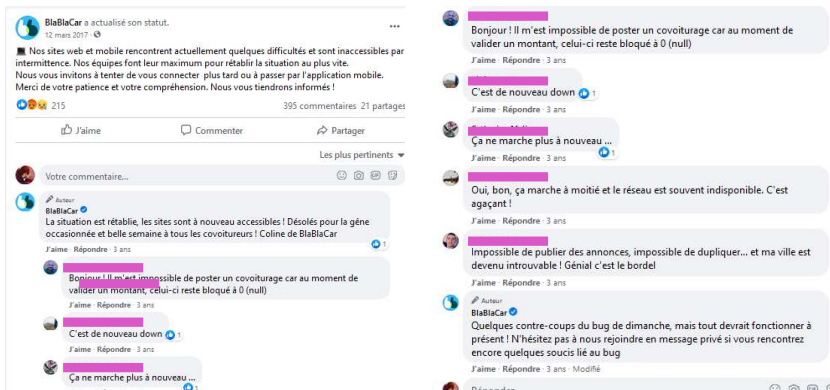 BlaBlaCar a actualisé son statut.
12 mars 2017
Nos sites web et mobile rencontrent actuellement quelques difficultés et sont inaccessibles par
intermittence. Nos équipes font leur maximum pour rétablir la situation au plus vite.
Nous vous invitons à tenter de vous connecter plus tard ou à passer par l'application mobile.
Merci de votre patience et votre compréhension. Nous vous tiendrons informés !
215
395 commentaires 21 partages
J'aime
Commenter
Partager
Les plus pertinents
Votre commentaire...
Auteur
BlaBlaCar
La situation est rétablie, les sites sont à nouveau accessibles ! Désolés pour la gêne
occasionnée et belle semaine à tous les covoitureurs ! Coline de BlaBlaCar
1
J'aime · Répondre · 3 ans
Bonjour ! Il m'est impossible de poster un covoiturage car au moment de
valider un montant, celui-ci reste bloqué à 0 (null)
J'aime · Répondre · 3 ans
C'est de nouveau down
1
J'aime · Répondre · 3 ans
Ça ne marche plus à nouveau ...
1
Bonjour ! Il m'est impossible de poster un covoiturage car au moment de
valider un montant, celui-ci reste bloqué à 0 (null)
J'aime · Répondre · 3 ans
C'est de nouveau down
1
J'aime · Répondre · 3 ans
Ça ne marche plus à nouveau ...
1
J'aime · Répondre · 3 ans
Oui, bon, ça marche à moitié et le réseau est souvent indisponible. C'est
agaçant !
J'aime · Répondre · 3 ans
Impossible de publier des annonces, impossible de dupliquer... et ma ville est
devenu introuvable ! Génial c'est le bordel
J'aime · Répondre · 3 ans
Auteur
BlaBlaCar
Quelques contre-coups du bug de dimanche, mais tout devrait fonctionner à
présent ! N'hésitez pas à nous rejoindre en message privé si vous rencontrez
encore quelques soucis lié au bug
J'aime · Répondre · 3 ans · Modifié
Répondre